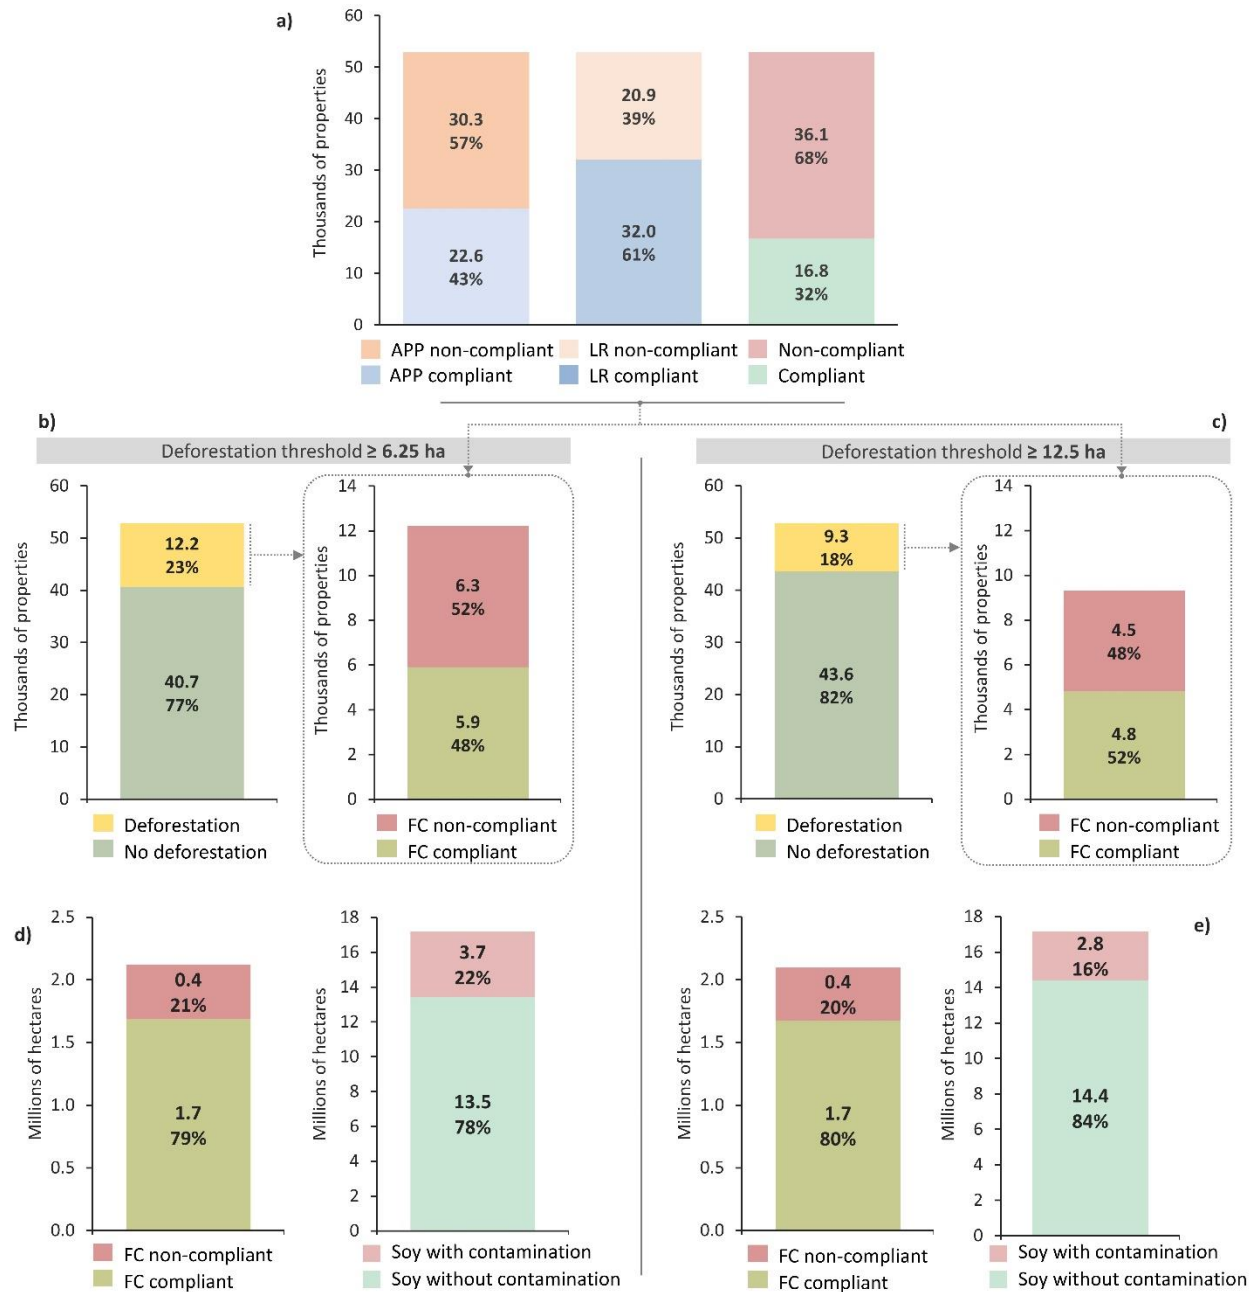 a)
Thousands of properties
60
50
40
30
20
10
0
30.3
57%
22.6
43%
20.9
39%
32.0
61%
36.1
68%
16.8
32%
APP non-compliant
LR non-compliant
Non-compliant
APP compliant
LR compliant
Compliant
b)
Deforestation threshold ≥ 6.25 ha
Thousands of properties
60
50
40
30
20
10
0
12.2
23%
40.7
77%
Deforestation
No deforestation
Thousands of properties
14
12
10
8
6
4
2
0
6.3
52%
5.9
48%
FC non-compliant
FC compliant
c)
Deforestation threshold ≥ 12.5 ha
Thousands of properties
60
50
40
30
20
10
0
9.3
18%
43.6
82%
Deforestation
No deforestation
Thousands of properties
14
12
10
8
6
4
2
0
4.5
48%
4.8
52%
FC non-compliant
FC compliant
d)
Millions of hectares
2.5
2.0
1.5
1.0
0.5
0.0
0.4
21%
1.7
79%
FC non-compliant
FC compliant
Millions of hectares
18
16
14
12
10
8
6
4
2
0
3.7
22%
13.5
78%
Soy with contamination
Soy without contamination
e)
Millions of hectares
2.5
2.0
1.5
1.0
0.5
0.0
0.4
20%
1.7
80%
FC non-compliant
FC compliant
Millions of hectares
18
16
14
12
10
8
6
4
2
0
2.8
16%
14.4
84%
Soy with contamination
Soy without contamination